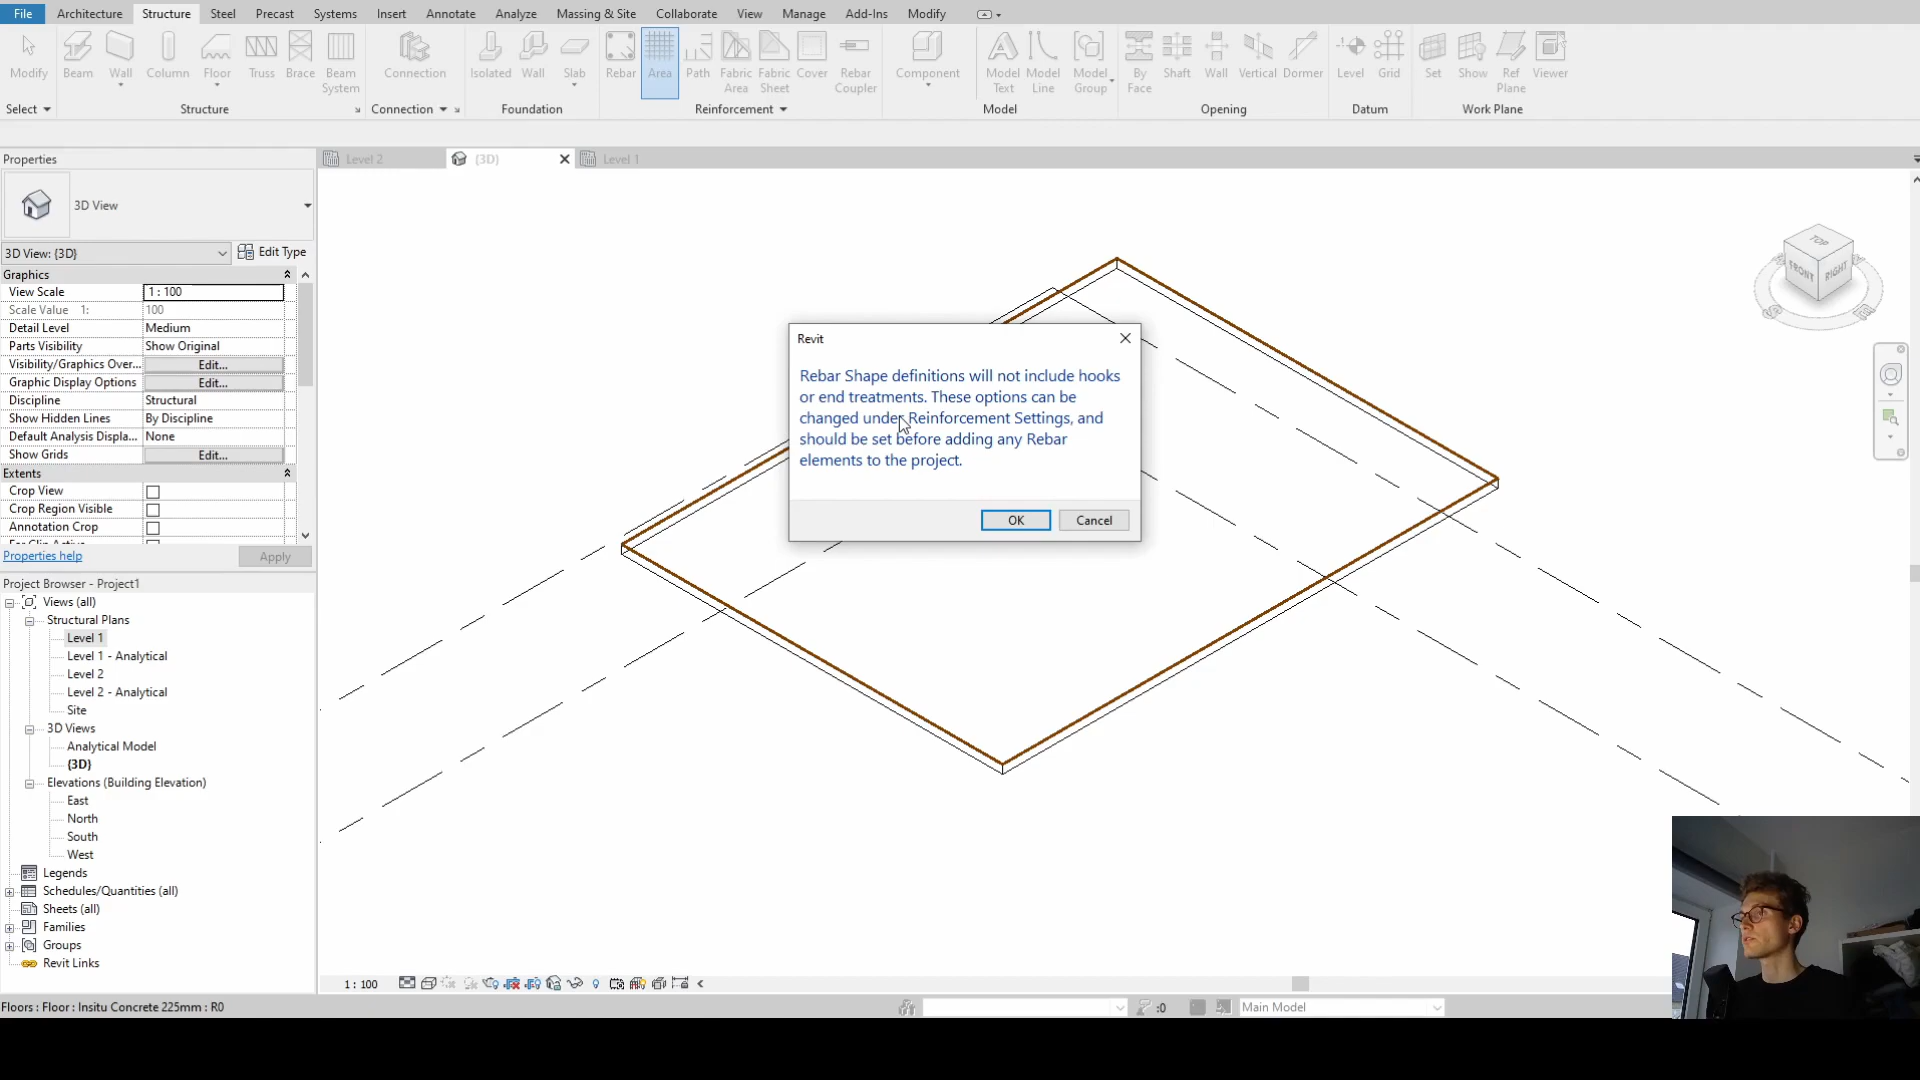 File Architecture Structure Steel Precast Systems Insert Annotate Analyze Massing & Site Collaborate View Manage Add-Ins Modify
Modify Beam Wall Column Floor Truss Brace Beam System Connection Isolated Wall Slab Rebar Area Path Fabric Area Fabric Sheet Cover Rebar Coupler Component Model Text Model Line Model Group By Face Shaft Wall Vertical Dormer Level Grid Set Show Ref Plane Viewer
Select Structure Connection Foundation Reinforcement Model Opening Datum Work Plane
Properties
Level 2
{3D}
Level 1
3D View
3D View: {3D}
Edit Type
Graphics
View Scale 1 : 100
Scale Value 1: 100
Detail Level Medium
Parts Visibility Show Original
Visibility/Graphics Over... Edit...
Graphic Display Options Edit...
Discipline Structural
Show Hidden Lines By Discipline
Default Analysis Displa... None
Show Grids Edit...
Extents
Crop View
Crop Region Visible
Annotation Crop
Properties help
Apply
Project Browser - Project1
Views (all)
Structural Plans
Level 1
Level 1 - Analytical
Level 2
Level 2 - Analytical
Site
3D Views
Analytical Model
{3D}
Elevations (Building Elevation)
East
North
South
West
Legends
Schedules/Quantities (all)
Sheets (all)
Families
Groups
Revit Links
Revit
Rebar Shape definitions will not include hooks
or end treatments. These options can be
changed under Reinforcement Settings, and
should be set before adding any Rebar
elements to the project.
OK
Cancel
TOP
FRONT
RIGHT
S
E
1 : 100
Floors : Floor : Insitu Concrete 225mm : R0
:0
Main Model